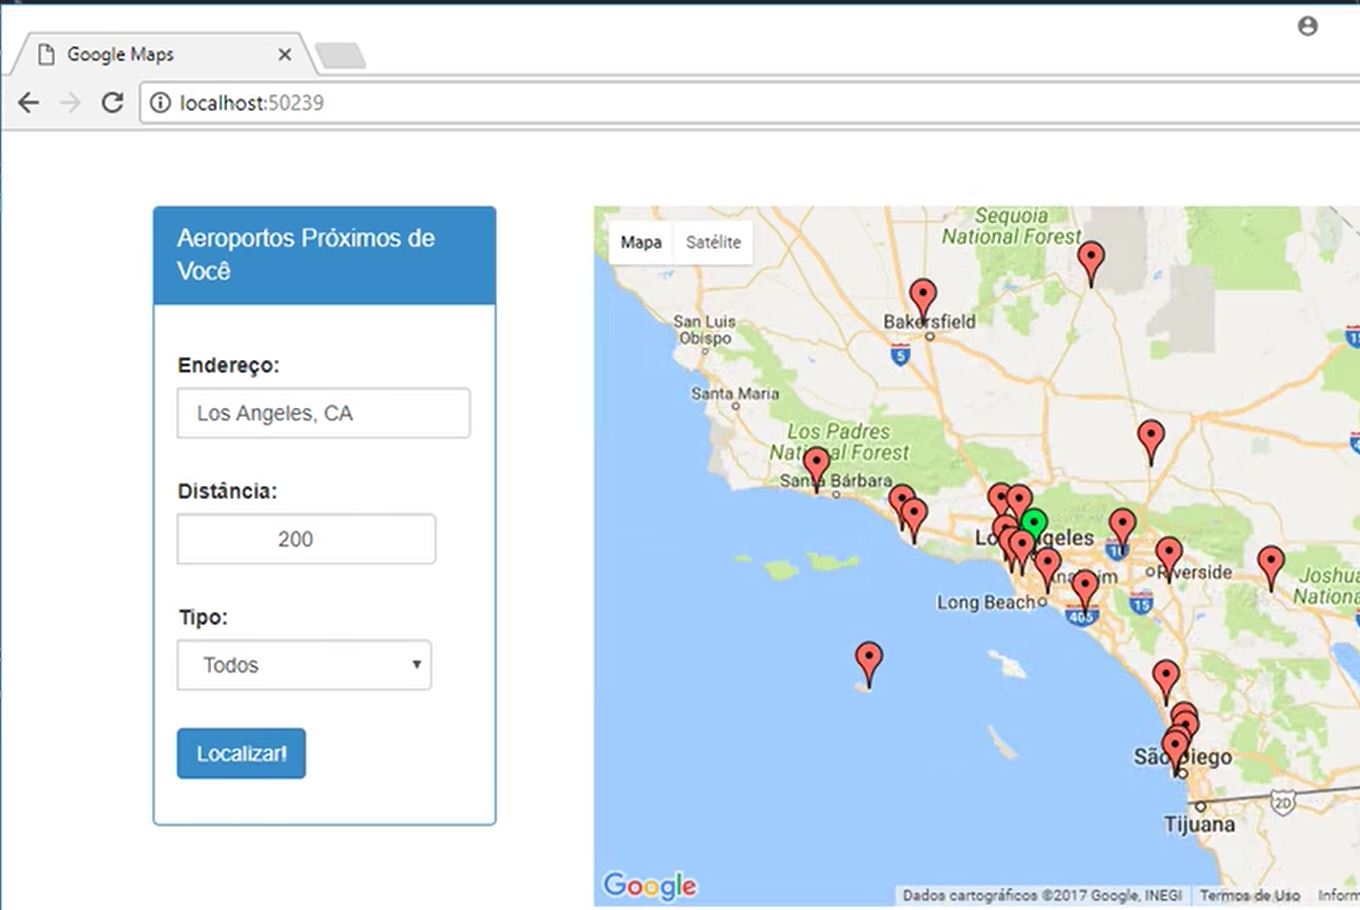 Google Maps
localhost:50239
Aeroportos Próximos de
Você
Endereço:
Los Angeles, CA
Distância:
200
Tipo:
Todos
Localizar!
Mapa
Satélite
Sequoia
National Forest
Bakersfield
San Luis
Obispo
5
Santa Maria
Los Padres
National Forest
Santa Bárbara
Los Angeles
10
Anaheim
Riverside
Joshua
Long Beach
405
15
São Diego
Tijuana
2D
Google
Dados cartográficos ©2017 Google, INEGI
Termos de Uso
Inform